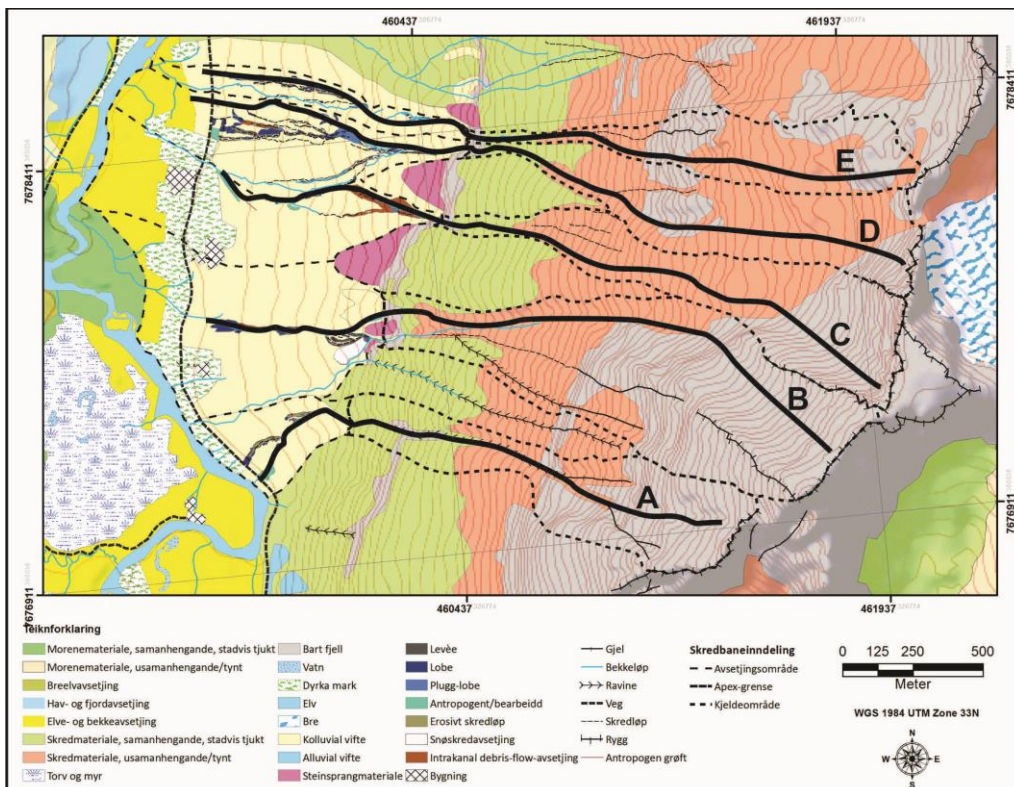 460437
461937
7678411
7678411
E
D
C
B
A
7676911
7676911
460437
461937
Teiknforklaring
Morenemateriale, samanhengande, stadvis tjukt
Morenemateriale, usamanhengande/tynt
Breelvavsetjing
Hav- og fjordavsetjing
Elve- og bekkeavsetjing
Skredmateriale, samanhengande, stadvis tjukt
Skredmateriale, usamanhengande/tynt
Torv og myr
Bart fjell
Vatn
Dyrka mark
Elv
Bre
Kolluvial vifte
Alluvial vifte
Steinsprangmateriale
Levèe
Lobe
Plugg-lobe
Antropogent/bearbeidd
Erosivt skredløp
Snøskredavsetjing
Intrakanal debris-flow-avsetjing
Bygning
Gjel
Bekkeløp
Ravine
Veg
Skredløp
Rygg
Antropogen grøft
Skredbaneinndeling
Avsetjingsområde
Apex-grense
Kjeldeområde
0 125 250 500
Meter
WGS 1984 UTM Zone 33N
N
W E
S